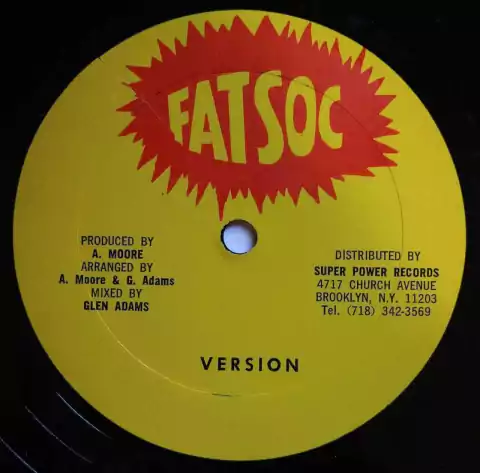 FATSOC
PRODUCED BY
A. MOORE
ARRANGED BY
A. Moore & G. Adams
MIXED BY
GLEN ADAMS
DISTRIBUTED BY
SUPER POWER RECORDS
4717 CHURCH AVENUE
BROOKLYN, N.Y. 11203
Tel. (718) 342-3569
VERSION